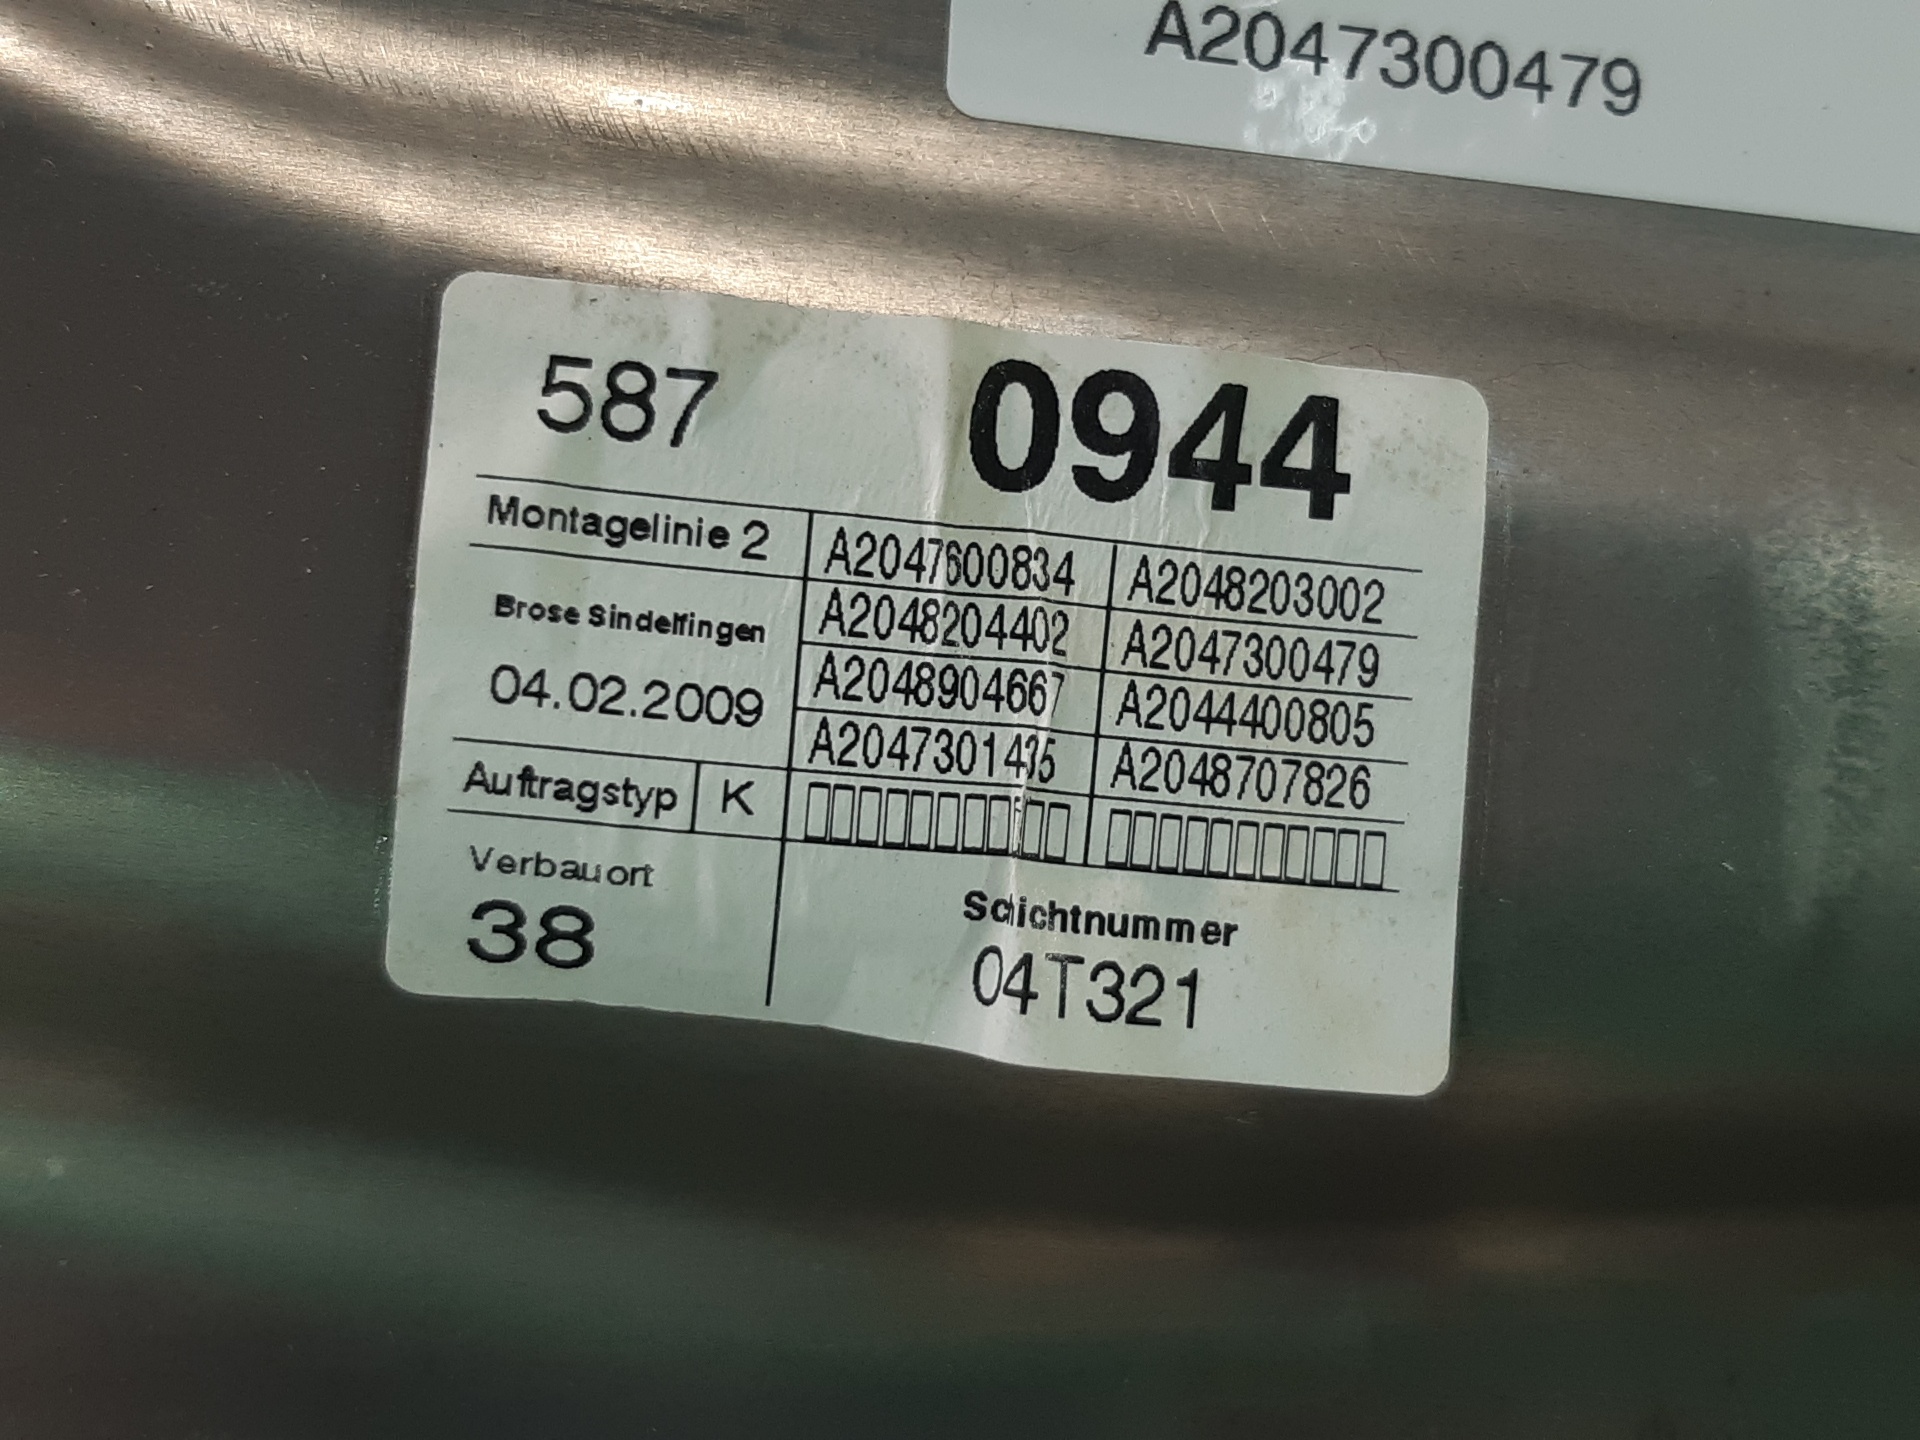 A2047300479
587 0944
Montagelinie 2 A2047600834 A2048203002
Brose Sindelfingen A2048204402 A2047300479
04.02.2009 A2048904667 A2044400805
A2047301435 A2048707826
Auftragstyp K
Verbauort Schichtnummer
38 04T321